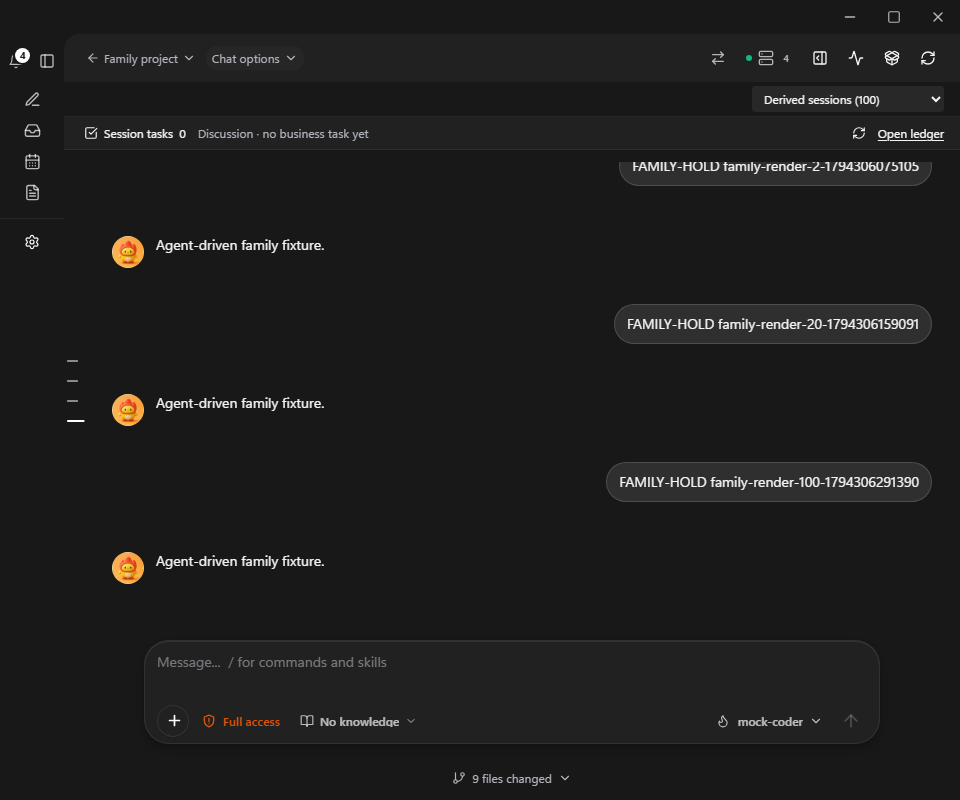 4
Family project
Chat options
4
Derived sessions (100)
Session tasks 0
Discussion · no business task yet
Open ledger
FAMILY-HOLD family-render-2-1794306075105
Agent-driven family fixture.
FAMILY-HOLD family-render-20-1794306159091
Agent-driven family fixture.
FAMILY-HOLD family-render-100-1794306291390
Agent-driven family fixture.
Message... / for commands and skills
Full access
No knowledge
mock-coder
9 files changed